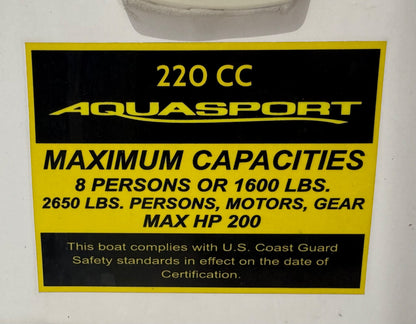 220 CC
AQUASPORT
MAXIMUM CAPACITIES
8 PERSONS OR 1600 LBS.
2650 LBS. PERSONS, MOTORS, GEAR
MAX HP 200
This boat complies with U.S. Coast Guard
Safety standards in effect on the date of
Certification.